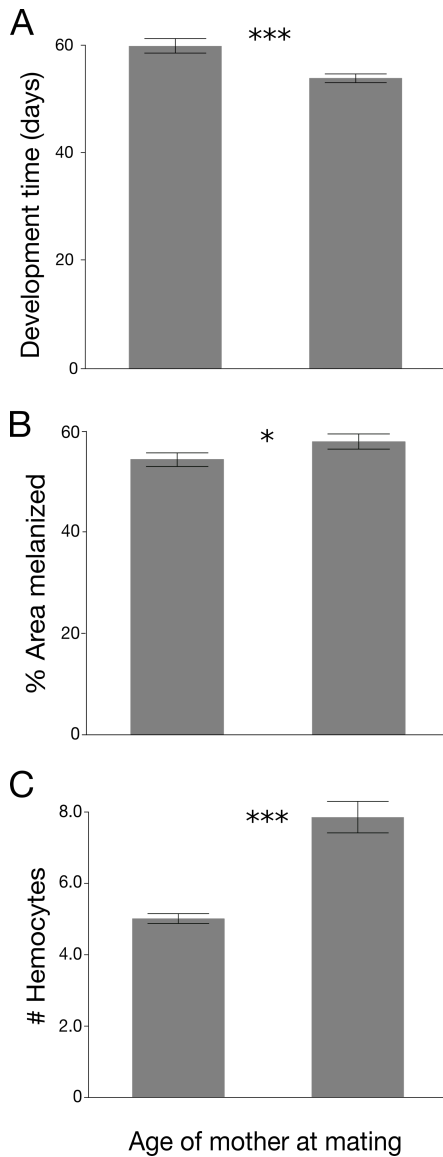 A
Development time (days)
60
40
20
0
***
B
% Area melanized
60
40
20
0
*
C
# Hemocytes
8.0
6.0
4.0
2.0
0
***
Age of mother at mating